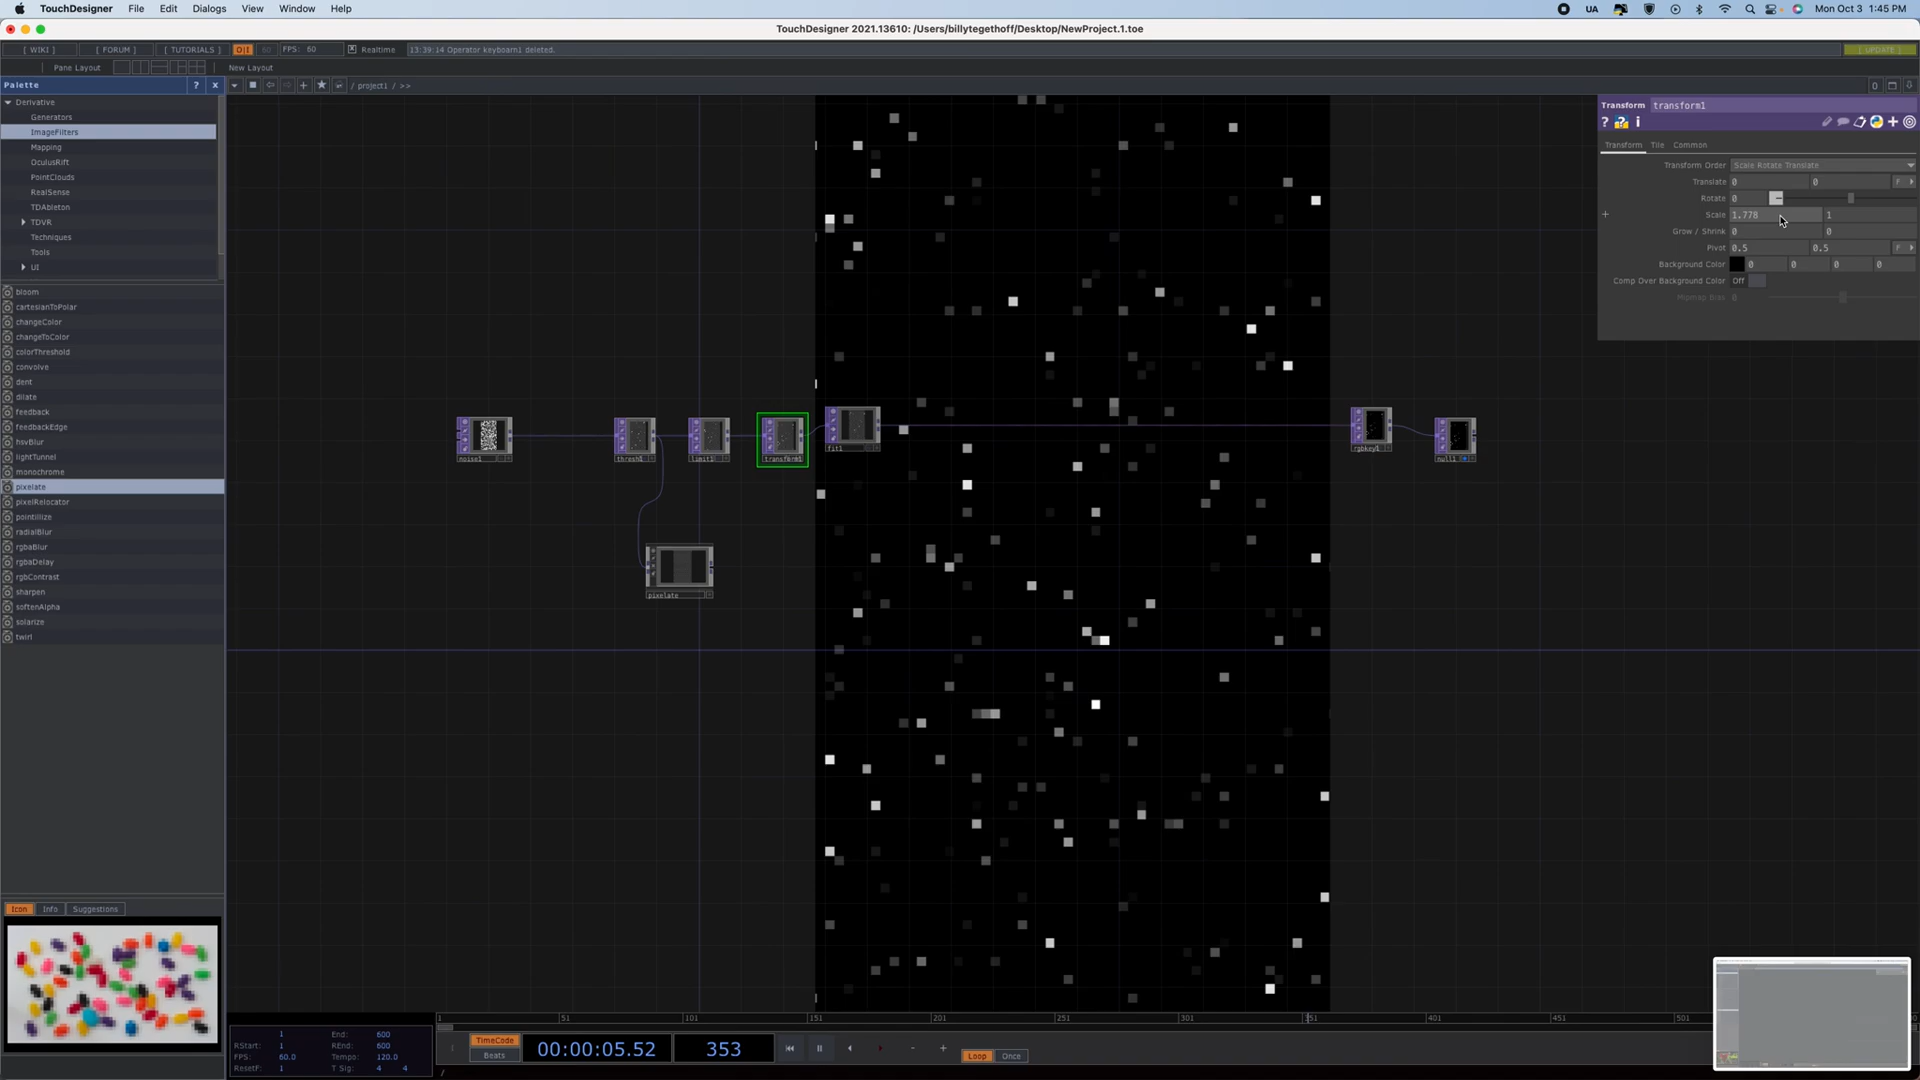 TouchDesigner File Edit Dialogs View Window Help
UA Mon Oct 3 1:45 PM
TouchDesigner 2021.13610: /Users/billytegethoff/Desktop/NewProject.1.toe
[ WIKI ] [ FORUM ] [ TUTORIALS ] O|I 60 FPS: 60 Realtime 13:39:14 Operator keyboard1 deleted. [ UPDATE ]
Pane Layout New Layout
Palette ? x
/ project1 / >>
Derivative
Generators
ImageFilters
Mapping
OculusRift
PointClouds
RealSense
TDAbleton
TDVR
Techniques
Tools
UI
bloom
cartesianToPolar
changeColor
changeToColor
colorThreshold
convolve
dent
dilate
feedback
feedbackEdge
hsvBlur
lightTunnel
monochrome
pixelate
pixelRelocator
pointillize
radialBlur
rgbaBlur
rgbaDelay
rgbContrast
sharpen
softenAlpha
solarize
twirl
Icon Info Suggestions
noise1
thresh1
limit1
transform1
fit1
rgbkey1
null1
pixelate
Transform transform1
? ? i
Transform Tile Common
Transform Order Scale Rotate Translate
Translate 0 0
Rotate 0
Scale 1.778 1
Grow / Shrink 0 0
Pivot 0.5 0.5
Background Color 0 0 0 0
Comp Over Background Color Off
Mipmap Bias 0
1 51 101 151 201 251 301 351 401 451 501
1 End: 600
RStart: 1 REnd: 600
FPS: 60.0 Tempo: 120.0
ResetF: 1 T Sig: 4 4
TimeCode
Beats
00:00:05.52 353
Loop Once
/